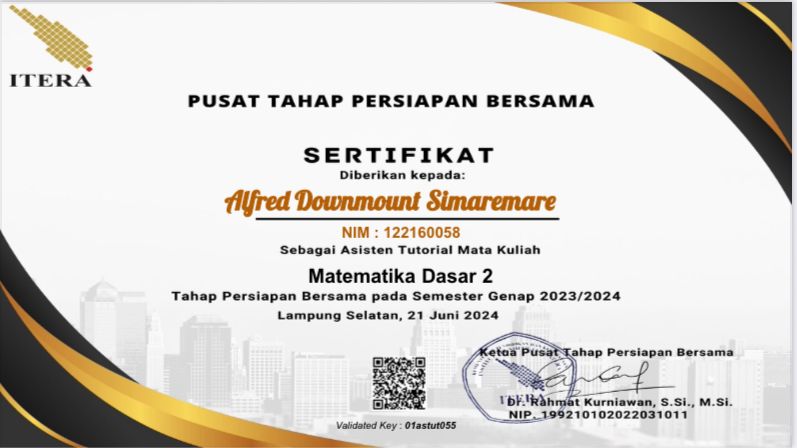 ITERA
PUSAT TAHAP PERSIAPAN BERSAMA
SERTIFIKAT
Diberikan kepada:
Alfred Downmount Simaremare
NIM : 122160058
Sebagai Asisten Tutorial Mata Kuliah
Matematika Dasar 2
Tahap Persiapan Bersama pada Semester Genap 2023/2024
Lampung Selatan, 21 Juni 2024
Ketua Pusat Tahap Persiapan Bersama
ITERA
Dr. Rahmat Kurniawan, S.Si., M.Si.
NIP. 199210102022031011
Validated Key : 01astut055